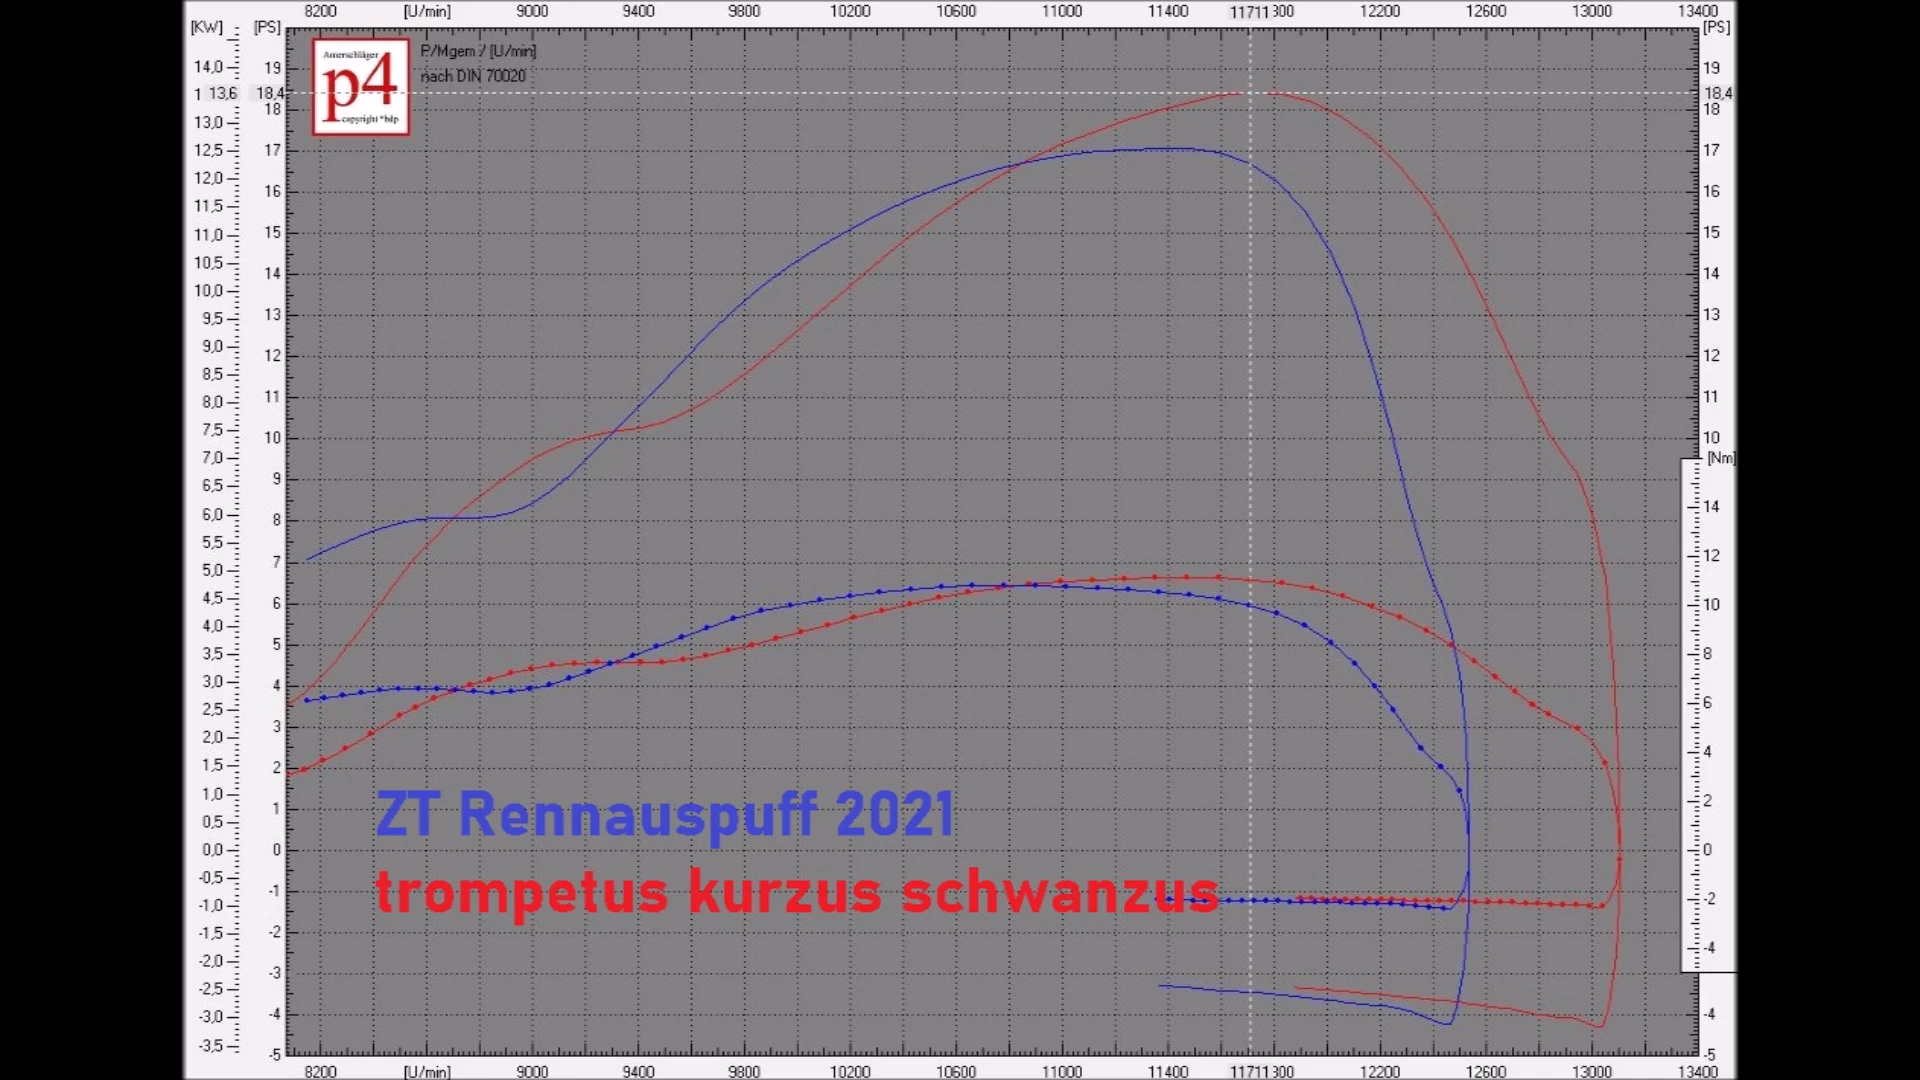 8200 [U/min] 9000 9400 9800 10200 10600 11000 11400 11711 300 12200 12600 13000 13400
[KW] [PS] [PS]
Amerschläger
p4
copyright *bdp
P/Mgem / [U/min]
nach DIN 70020
14,0 19 19
1 13,6 18,4 18,4
18 18
13,0
12,5 17 17
12,0
16 16
11,5
11,0 15 15
10,5
14 14
10,0
9,5 13 13
9,0
12 12
8,5
8,0 11 11
7,5
10 10
7,0 [Nm]
6,5 9
6,0 8 14
5,5
7 12
5,0
4,5 6 10
4,0
5
3,5 8
3,0 4
2,5 6
3
2,0 4
1,5 2
1,0 1 2
ZT Rennauspuff 2021
0,5
0,0 0 0
-0,5
-1
trompetus kurzus schwanzus
-1,0 -2
-1,5 -2
-2,0 -4
-3
-2,5
-3,0 -4 -4
-3,5 -5 -5
8200 [U/min] 9000 9400 9800 10200 10600 11000 11400 11711 300 12200 12600 13000 13400